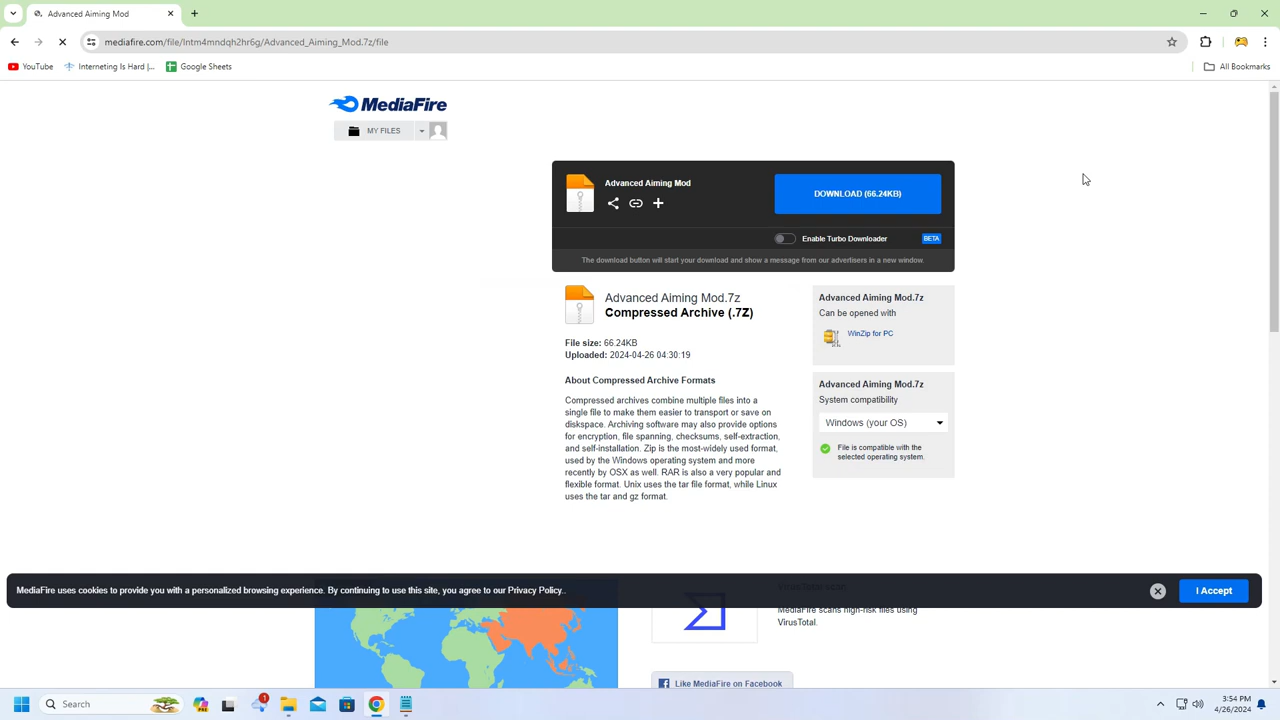 Advanced Aiming Mod
mediafire.com/file/lntm4mndqh2hr6g/Advanced_Aiming_Mod.7z/file
YouTube
Interneting Is Hard |...
Google Sheets
All Bookmarks
MediaFire
MY FILES
Advanced Aiming Mod
DOWNLOAD (66.24KB)
Enable Turbo Downloader
BETA
The download button will start your download and show a message from our advertisers in a new window.
Advanced Aiming Mod.7z
Compressed Archive (.7Z)
File size: 66.24KB
Uploaded: 2024-04-26 04:30:19
About Compressed Archive Formats
Compressed archives combine multiple files into a
single file to make them easier to transport or save on
diskspace. Archiving software may also provide options
for encryption, file spanning, checksums, self-extraction,
and self-installation. Zip is the most-widely used format,
used by the Windows operating system and more
recently by OSX as well. RAR is also a very popular and
flexible format. Unix uses the tar file format, while Linux
uses the tar and gz format.
Advanced Aiming Mod.7z
Can be opened with
WinZip for PC
Advanced Aiming Mod.7z
System compatibility
Windows (your OS)
File is compatible with the
selected operating system.
MediaFire uses cookies to provide you with a personalized browsing experience. By continuing to use this site, you agree to our Privacy Policy..
I Accept
VirusTotal scan
MediaFire scans high-risk files using
VirusTotal.
Like MediaFire on Facebook
Search
PRE
1
3:54 PM
4/26/2024